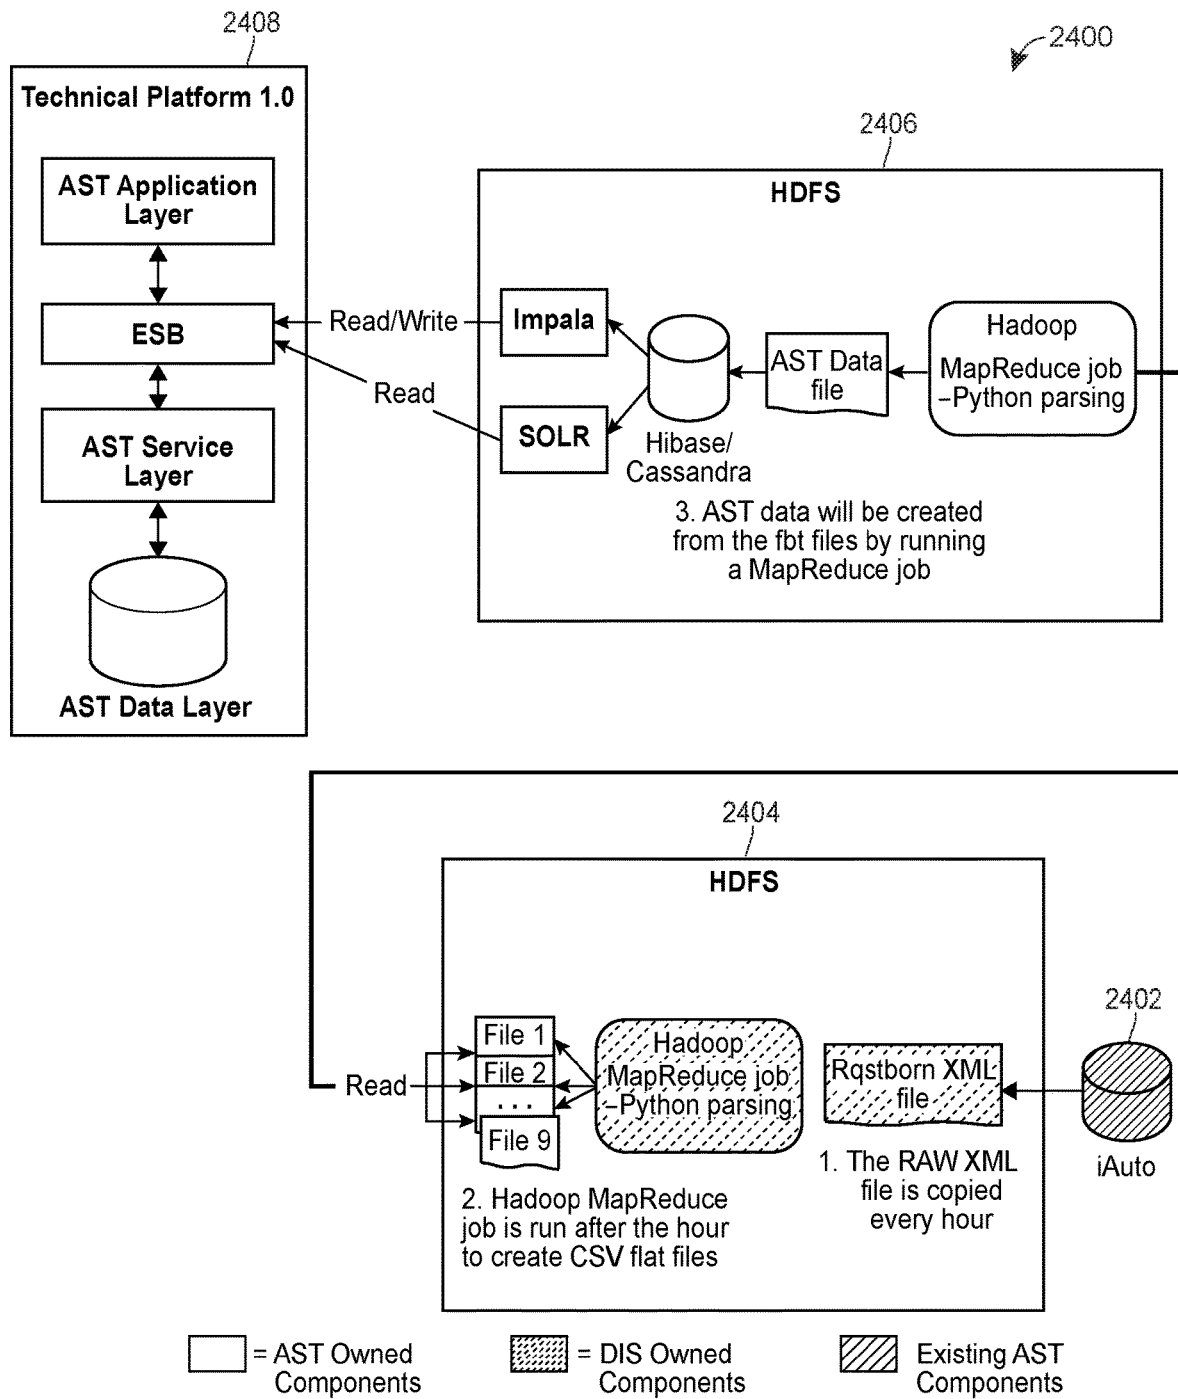 2408
2400
Technical Platform 1.0
AST Application
Layer
ESB
AST Service
Layer
AST Data Layer
2406
HDFS
Read/Write
Read
Impala
SOLR
Hibase/
Cassandra
AST Data
file
Hadoop
MapReduce job
–Python parsing
3. AST data will be created
from the fbt files by running
a MapReduce job
2404
HDFS
Read
File 1
File 2
. . .
File 9
Hadoop
MapReduce job
–Python parsing
Rqstborn XML
file
2402
iAuto
1. The RAW XML
file is copied
every hour
2. Hadoop MapReduce
job is run after the hour
to create CSV flat files
= AST Owned
Components
= DIS Owned
Components
Existing AST
Components